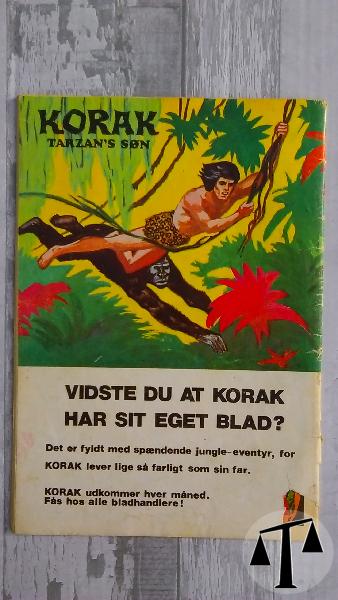 KORAK
TARZAN'S SØN
VIDSTE DU AT KORAK
HAR SIT EGET BLAD?
Det er fyldt med spændende jungle-eventyr, for
KORAK lever lige så farligt som sin far.
KORAK udkommer hver måned.
Fås hos alle bladhandlere!